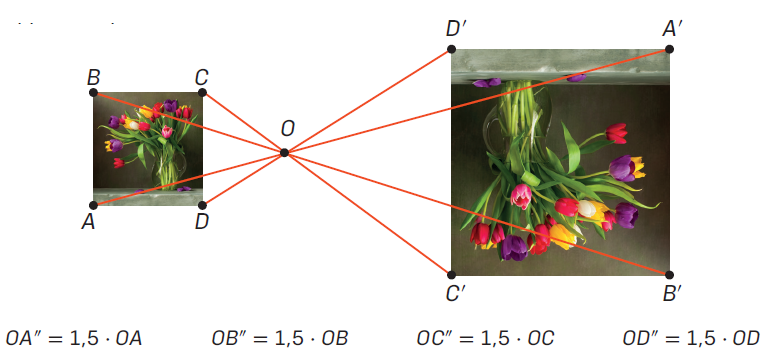 D′ A′
B C
O
A D
C′ B′
OA″ = 1,5 · OA OB″ = 1,5 · OB OC″ = 1,5 · OC OD″ = 1,5 · OD